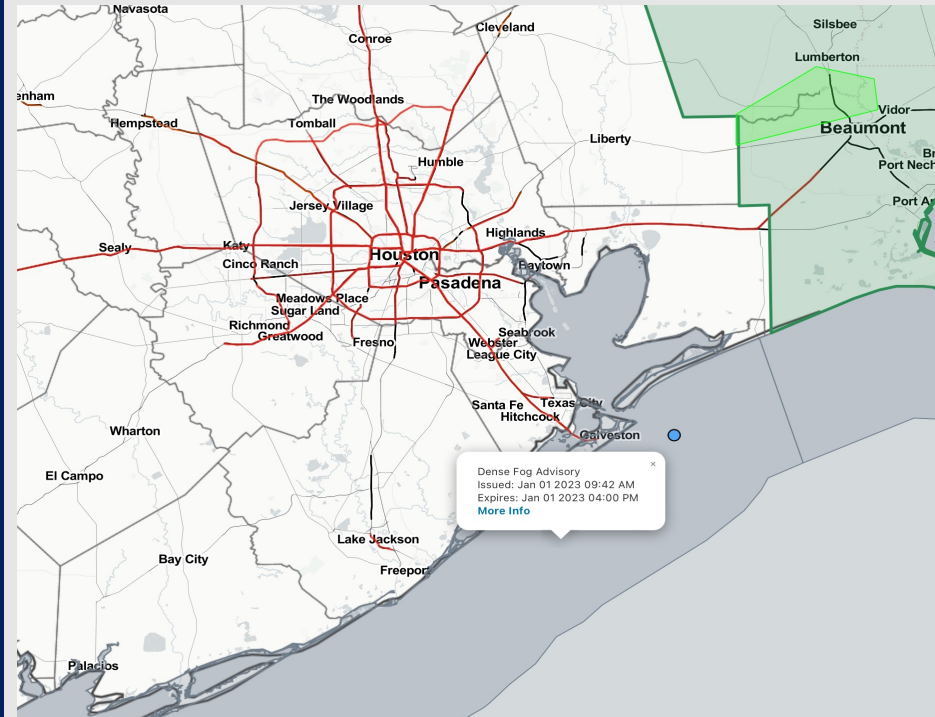 Navasota
Silsbee
Cleveland
Conroe
Lumberton
enham
The Woodlands
Vidor
Hempstead
Tomball
Beaumont
Liberty
Br
Humble
Port Nech
Port Ar
Jersey Village
Highlands
Sealy
Katy
Houston
Cinco Ranch
Baytown
Pasadena
Meadows Place
Sugar Land
Richmond
Seabrook
Greatwood
Fresno
Webster
League City
Santa Fe
Texas City
Hitchcock
Wharton
Galveston
×
Dense Fog Advisory
Issued: Jan 01 2023 09:42 AM
Expires: Jan 01 2023 04:00 PM
More Info
El Campo
Lake Jackson
Bay City
Freeport
Palacios